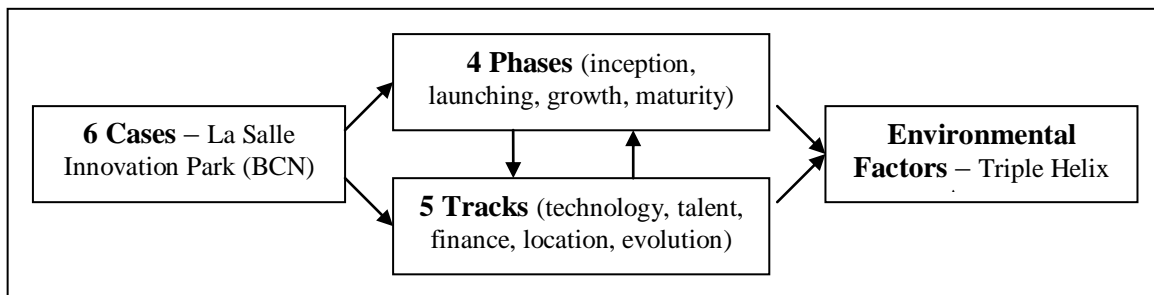 4 Phases (inception,
launching, growth, maturity)
6 Cases – La Salle
Innovation Park (BCN)
Environmental
Factors – Triple Helix
5 Tracks (technology, talent,
finance, location, evolution)